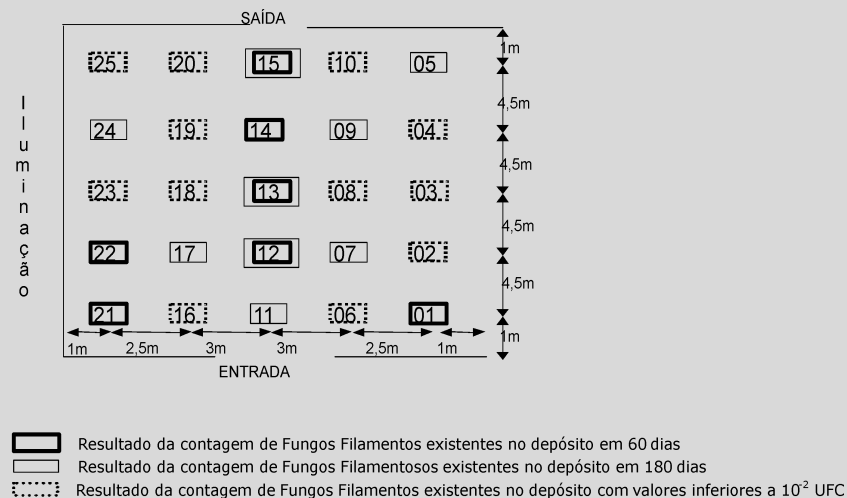 SAÍDA
1m
25 20 15 10 05
4,5m
24 19 14 09 04
4,5m
23 18 13 08 03
4,5m
22 17 12 07 02
4,5m
21 16 11 06 01
1m
1m 2,5m 3m 3m 2,5m 1m
ENTRADA
Iluminação
Resultado da contagem de Fungos Filamentos existentes no depósito em 60 dias
Resultado da contagem de Fungos Filamentosos existentes no depósito em 180 dias
Resultado da contagem de Fungos Filamentos existentes no depósito com valores inferiores a 10⁻² UFC